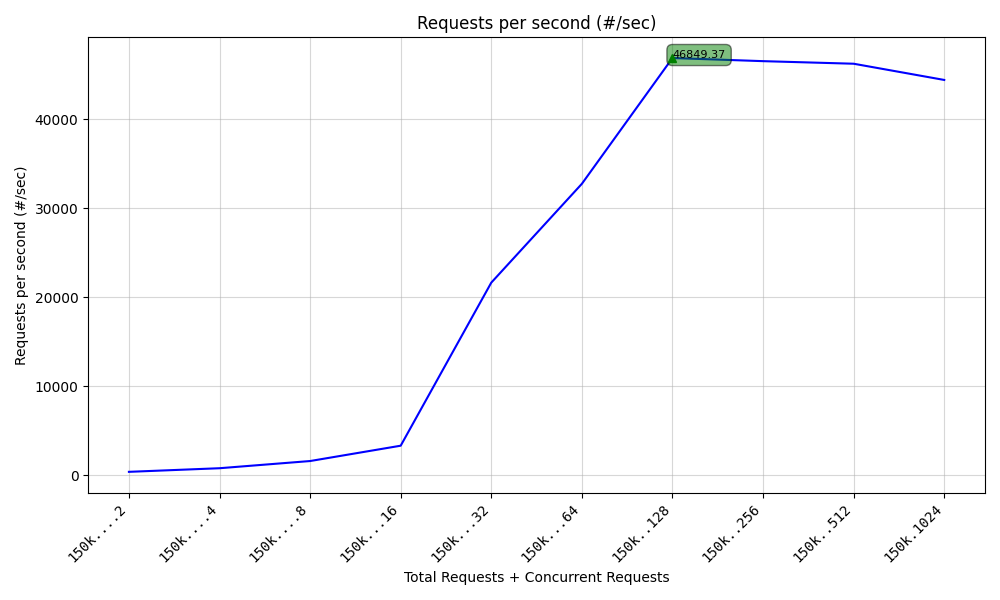 Requests per second (#/sec)
46849.37
Requests per second (#/sec)
40000
30000
20000
10000
0
150k....2
150k....4
150k....8
150k...16
150k...32
150k...64
150k..128
150k..256
150k..512
150k.1024
Total Requests + Concurrent Requests